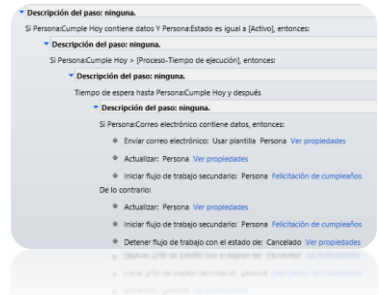 Descripción del paso: ninguna.
Si Persona:Cumple Hoy contiene datos Y Persona:Estado es igual a [Activo], entonces:
Descripción del paso: ninguna.
Si Persona:Cumple Hoy > [Proceso-Tiempo de ejecución], entonces:
Descripción del paso: ninguna.
Tiempo de espera hasta Persona:Cumple Hoy y después
Descripción del paso: ninguna.
Si Persona:Correo electrónico contiene datos, entonces:
Enviar correo electrónico: Usar plantilla Persona Ver propiedades
Actualizar: Persona Ver propiedades
Iniciar flujo de trabajo secundario: Persona Felicitación de cumpleaños
De lo contrario:
Actualizar: Persona Ver propiedades
Iniciar flujo de trabajo secundario: Persona Felicitación de cumpleaños
Detener flujo de trabajo con el estado de: Cancelado Ver propiedades